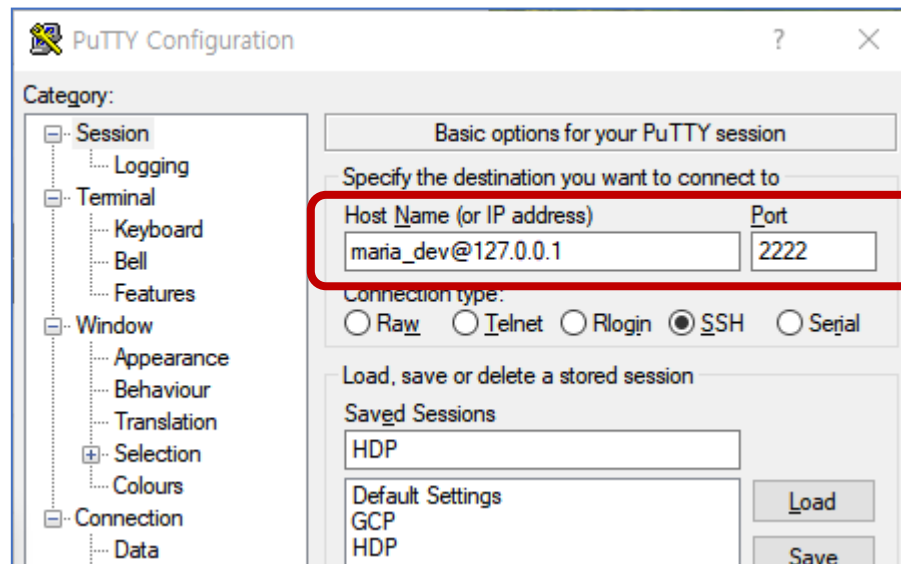 PuTTY Configuration
?
Category:
Session
Logging
Terminal
Keyboard
Bell
Features
Window
Appearance
Behaviour
Translation
Selection
Colours
Connection
Data
Basic options for your PuTTY session
Specify the destination you want to connect to
Host Name (or IP address) Port
maria_dev@127.0.0.1 2222
Connection type:
Raw Telnet Rlogin SSH Serial
Load, save or delete a stored session
Saved Sessions
HDP
Default Settings
GCP
HDP
Load
Save